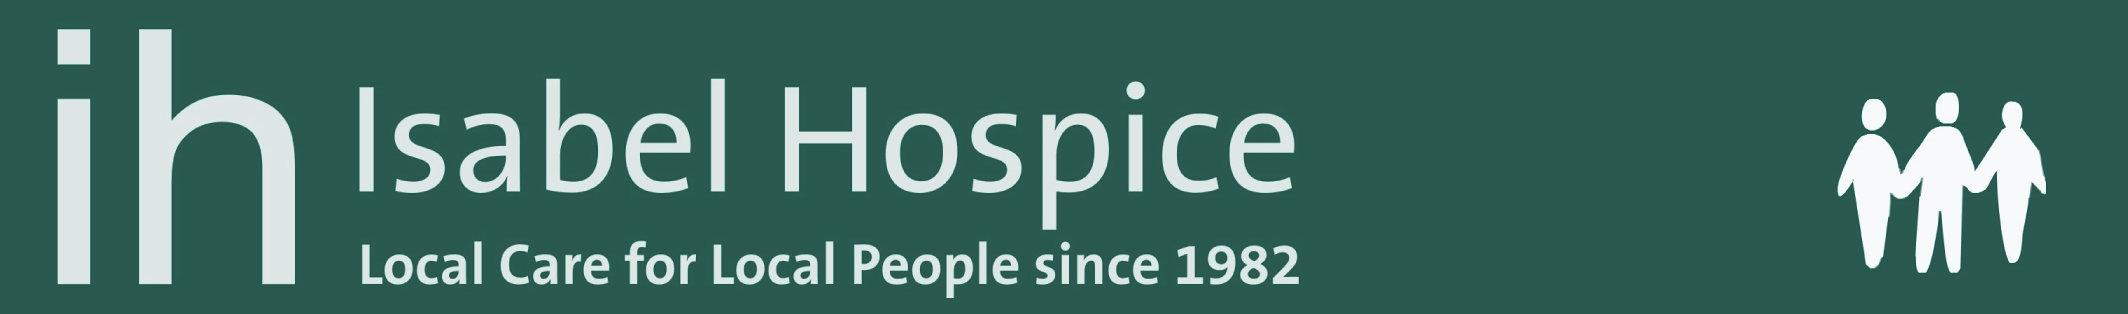 ih
Isabel Hospice
Local Care for Local People since 1982